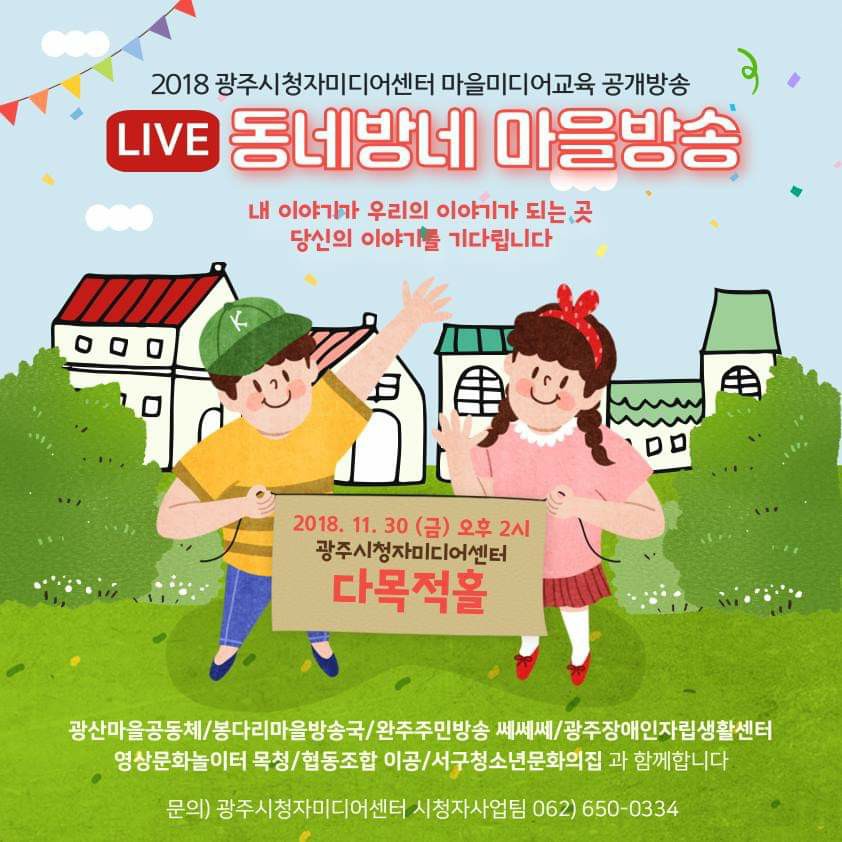 2018 광주시청자미디어센터 마을미디어교육 공개방송
LIVE 동네방네 마을방송
내 이야기가 우리의 이야기가 되는 곳
당신의 이야기를 기다립니다
K
2018. 11. 30 (금) 오후 2시
광주시청자미디어센터
다목적홀
광산마을공동체/봉다리마을방송국/완주주민방송 쎄쎄쎄/광주장애인자립생활센터
영상문화놀이터 목청/협동조합 이공/서구청소년문화의집 과 함께합니다
문의) 광주시청자미디어센터 시청자사업팀 062) 650-0334